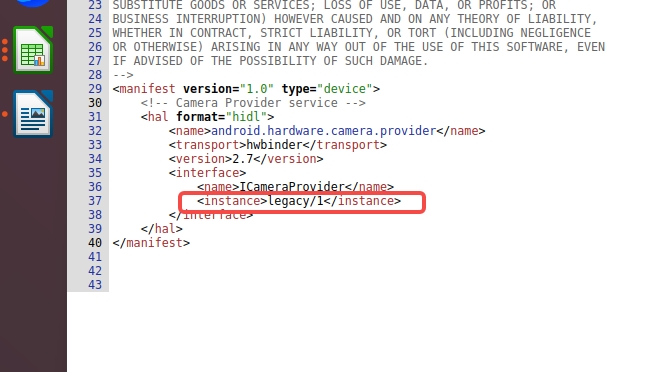 23 SUBSTITUTE GOODS OR SERVICES; LOSS OF USE, DATA, OR PROFITS; OR
24 BUSINESS INTERRUPTION) HOWEVER CAUSED AND ON ANY THEORY OF LIABILITY,
25 WHETHER IN CONTRACT, STRICT LIABILITY, OR TORT (INCLUDING NEGLIGENCE
26 OR OTHERWISE) ARISING IN ANY WAY OUT OF THE USE OF THIS SOFTWARE, EVEN
27 IF ADVISED OF THE POSSIBILITY OF SUCH DAMAGE.
28 -->
29 <manifest version="1.0" type="device">
30     <!-- Camera Provider service -->
31     <hal format="hidl">
32         <name>android.hardware.camera.provider</name>
33         <transport>hwbinder</transport>
34         <version>2.7</version>
35         <interface>
36             <name>ICameraProvider</name>
37             <instance>legacy/1</instance>
38         </interface>
39     </hal>
40 </manifest>
41
42
43